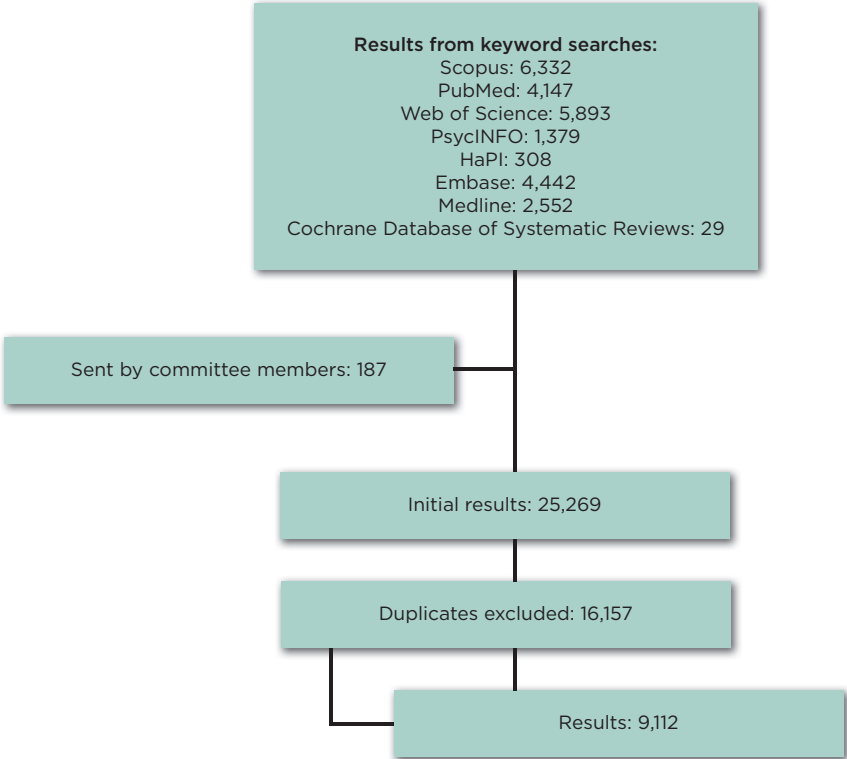 Results from keyword searches:
Scopus: 6,332
PubMed: 4,147
Web of Science: 5,893
PsycINFO: 1,379
HaPI: 308
Embase: 4,442
Medline: 2,552
Cochrane Database of Systematic Reviews: 29
Sent by committee members: 187
Initial results: 25,269
Duplicates excluded: 16,157
Results: 9,112